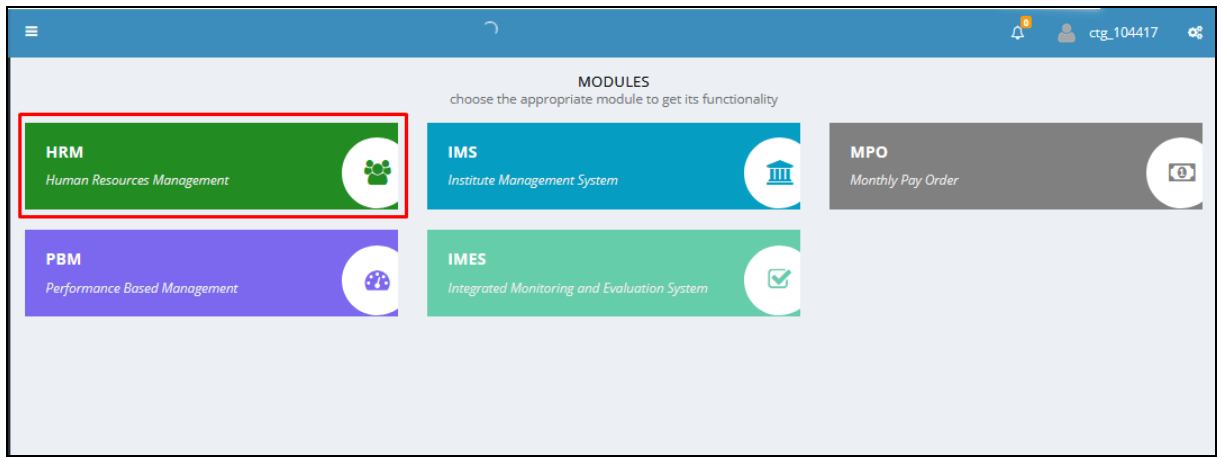 0
ctg_104417
MODULES
choose the appropriate module to get its functionality
HRM
Human Resources Management
IMS
Institute Management System
MPO
Monthly Pay Order
PBM
Performance Based Management
IMES
Integrated Monitoring and Evaluation System